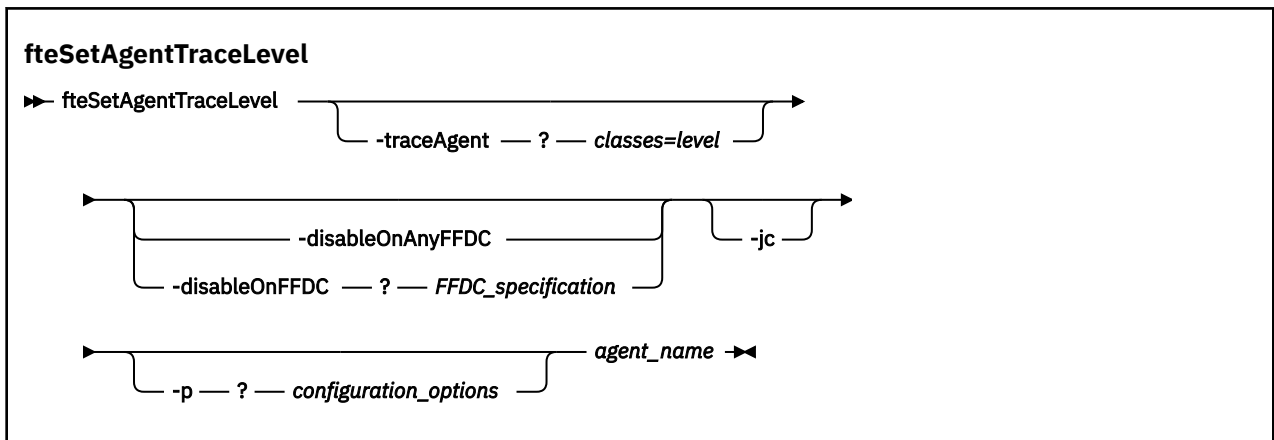 fteSetAgentTraceLevel
fteSetAgentTraceLevel
-traceAgent ? classes=level
-disableOnAnyFFDC
-jc
-disableOnFFDC ? FFDC_specification
agent_name
-p ? configuration_options